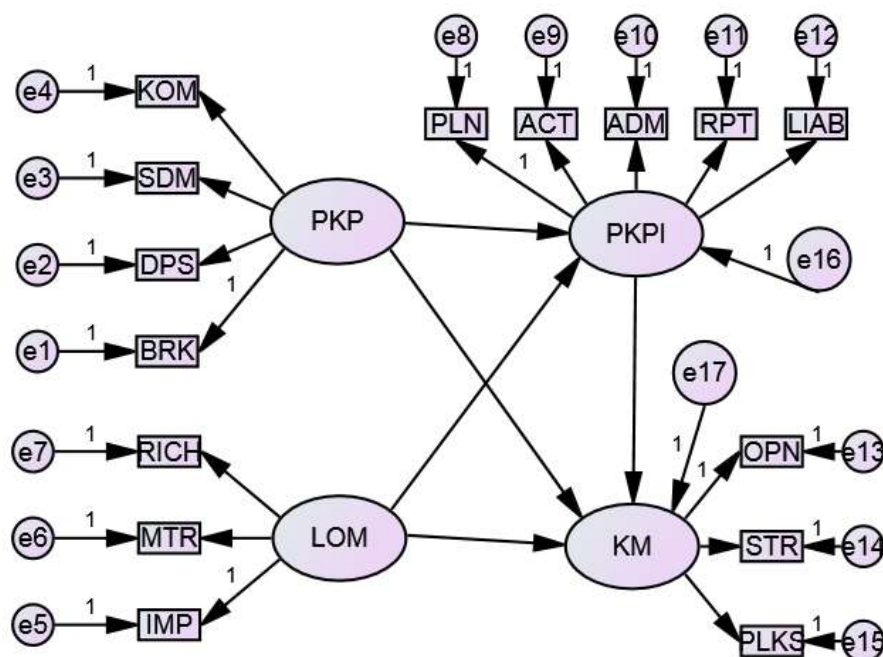 e8 e9 e10 e11 e12
1 1 1 1 1
e4 1 KOM
PLN ACT ADM RPT LIAB
1
e3 1 SDM
PKP
PKPI
e2 1 DPS
1
1 e16
e1 1 BRK
e17
e7 1 RICH
1 1
OPN 1 e13
e6 1 MTR
LOM
KM
STR 1 e14
1
e5 1 IMP
PLKS 1 e15